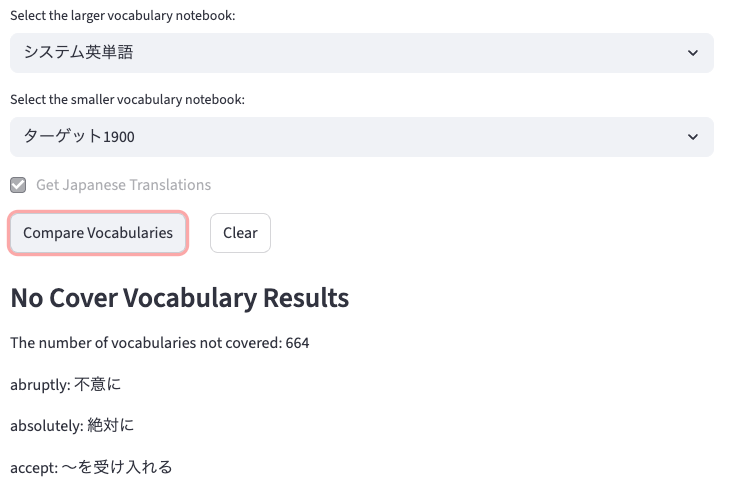 Select the larger vocabulary notebook:
システム英単語
Select the smaller vocabulary notebook:
ターゲット1900
Get Japanese Translations
Compare Vocabularies Clear
No Cover Vocabulary Results
The number of vocabularies not covered: 664
abruptly: 不意に
absolutely: 絶対に
accept: 〜を受け入れる